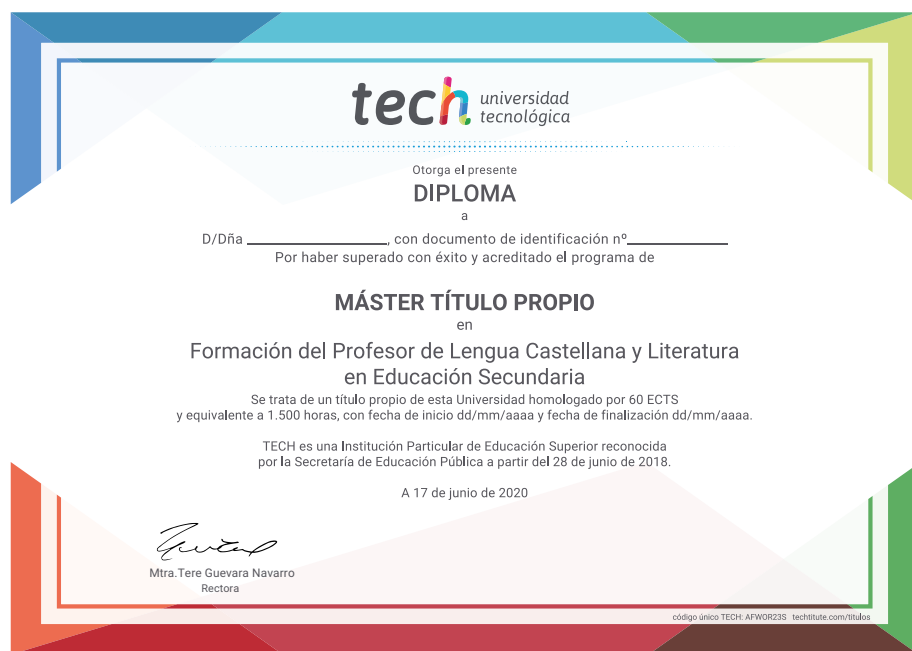 tech universidad
tecnológica
Otorga el presente
DIPLOMA
a
D/Dña ____________________, con documento de identificación nº______________
Por haber superado con éxito y acreditado el programa de
MÁSTER TÍTULO PROPIO
en
Formación del Profesor de Lengua Castellana y Literatura
en Educación Secundaria
Se trata de un título propio de esta Universidad homologado por 60 ECTS
y equivalente a 1.500 horas, con fecha de inicio dd/mm/aaaa y fecha de finalización dd/mm/aaaa.
TECH es una Institución Particular de Educación Superior reconocida
por la Secretaría de Educación Pública a partir del 28 de junio de 2018.
A 17 de junio de 2020
Mtra.Tere Guevara Navarro
Rectora
código único TECH: AFWOR23S techtitute.com/titulos